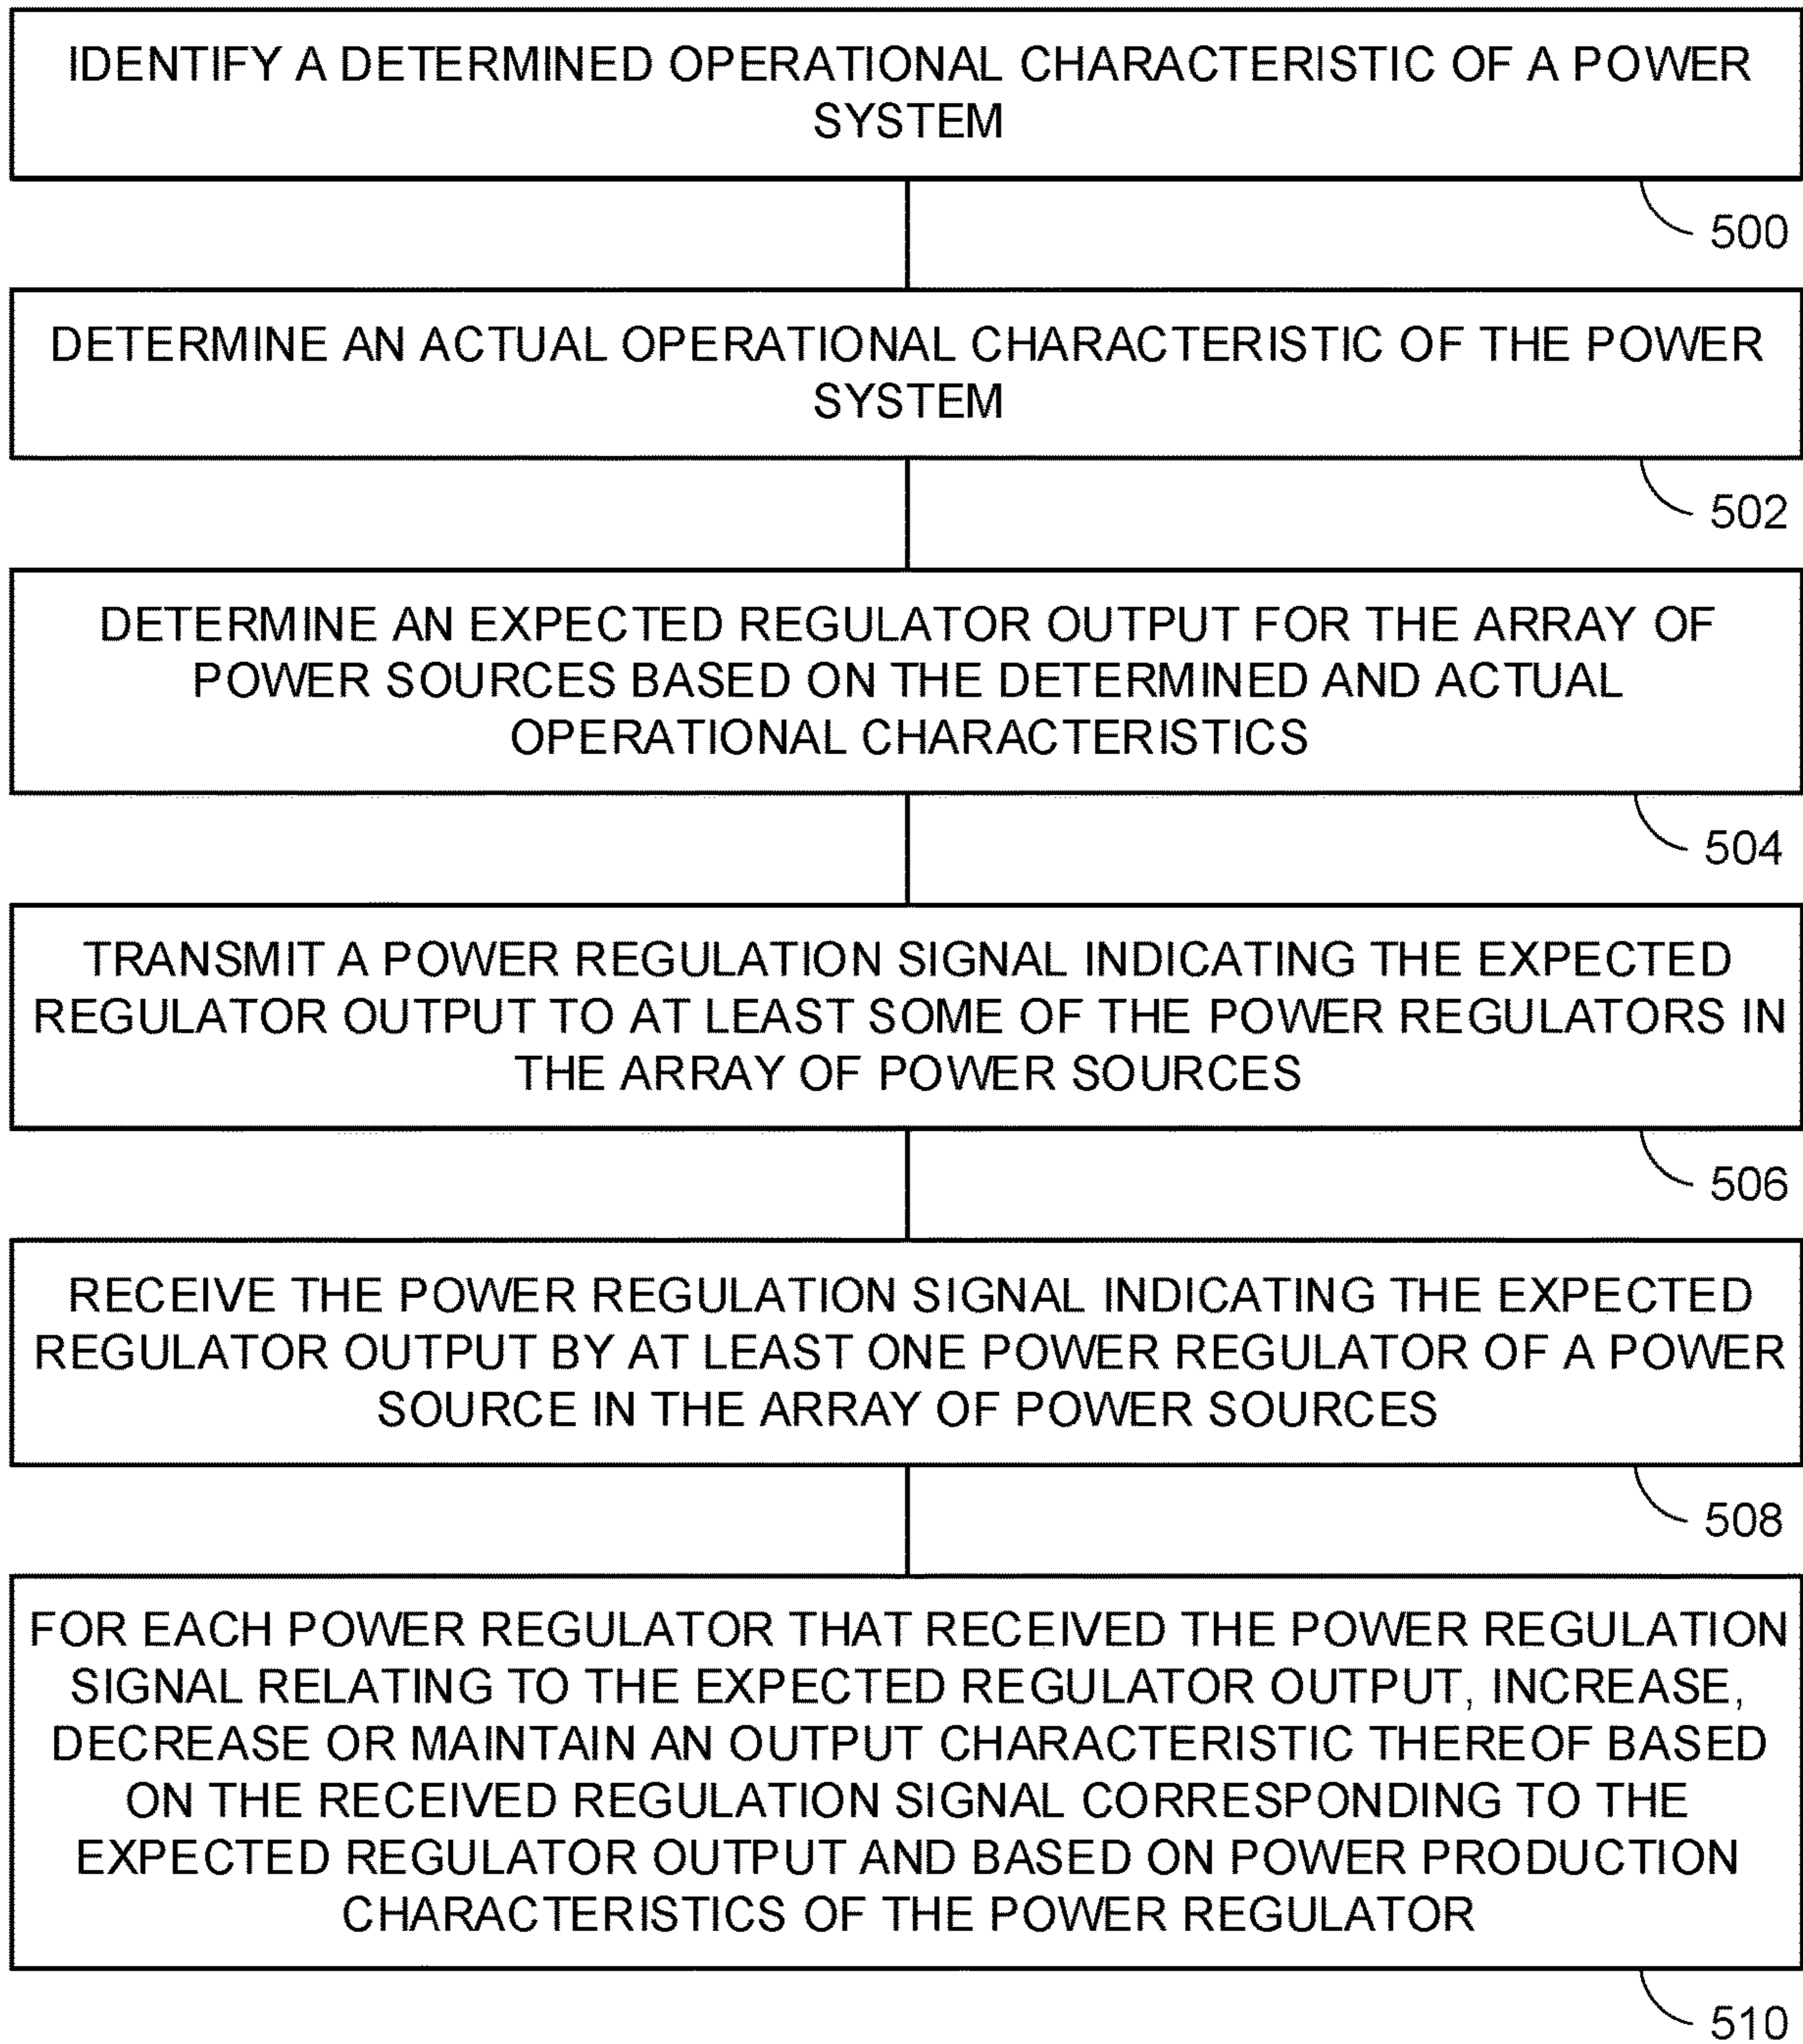 IDENTIFY A DETERMINED OPERATIONAL CHARACTERISTIC OF A POWER
SYSTEM
500
DETERMINE AN ACTUAL OPERATIONAL CHARACTERISTIC OF THE POWER
SYSTEM
502
DETERMINE AN EXPECTED REGULATOR OUTPUT FOR THE ARRAY OF
POWER SOURCES BASED ON THE DETERMINED AND ACTUAL
OPERATIONAL CHARACTERISTICS
504
TRANSMIT A POWER REGULATION SIGNAL INDICATING THE EXPECTED
REGULATOR OUTPUT TO AT LEAST SOME OF THE POWER REGULATORS IN
THE ARRAY OF POWER SOURCES
506
RECEIVE THE POWER REGULATION SIGNAL INDICATING THE EXPECTED
REGULATOR OUTPUT BY AT LEAST ONE POWER REGULATOR OF A POWER
SOURCE IN THE ARRAY OF POWER SOURCES
508
FOR EACH POWER REGULATOR THAT RECEIVED THE POWER REGULATION
SIGNAL RELATING TO THE EXPECTED REGULATOR OUTPUT, INCREASE,
DECREASE OR MAINTAIN AN OUTPUT CHARACTERISTIC THEREOF BASED
ON THE RECEIVED REGULATION SIGNAL CORRESPONDING TO THE
EXPECTED REGULATOR OUTPUT AND BASED ON POWER PRODUCTION
CHARACTERISTICS OF THE POWER REGULATOR
510